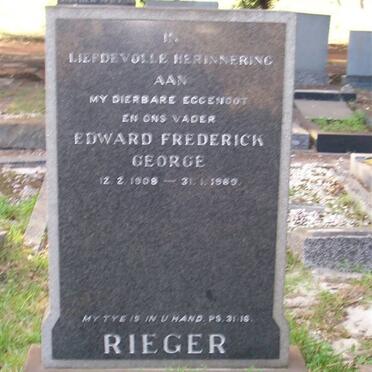 IN
LIEFDEVOLLE HERINNERING
AAN
MY DIERBARE EGGENOOT
EN ONS VADER
EDWARD FREDERICK
GEORGE
12.2.1908 — 31.1.1989.
MY TYE IS IN U HAND. PS. 31:16.
RIEGER